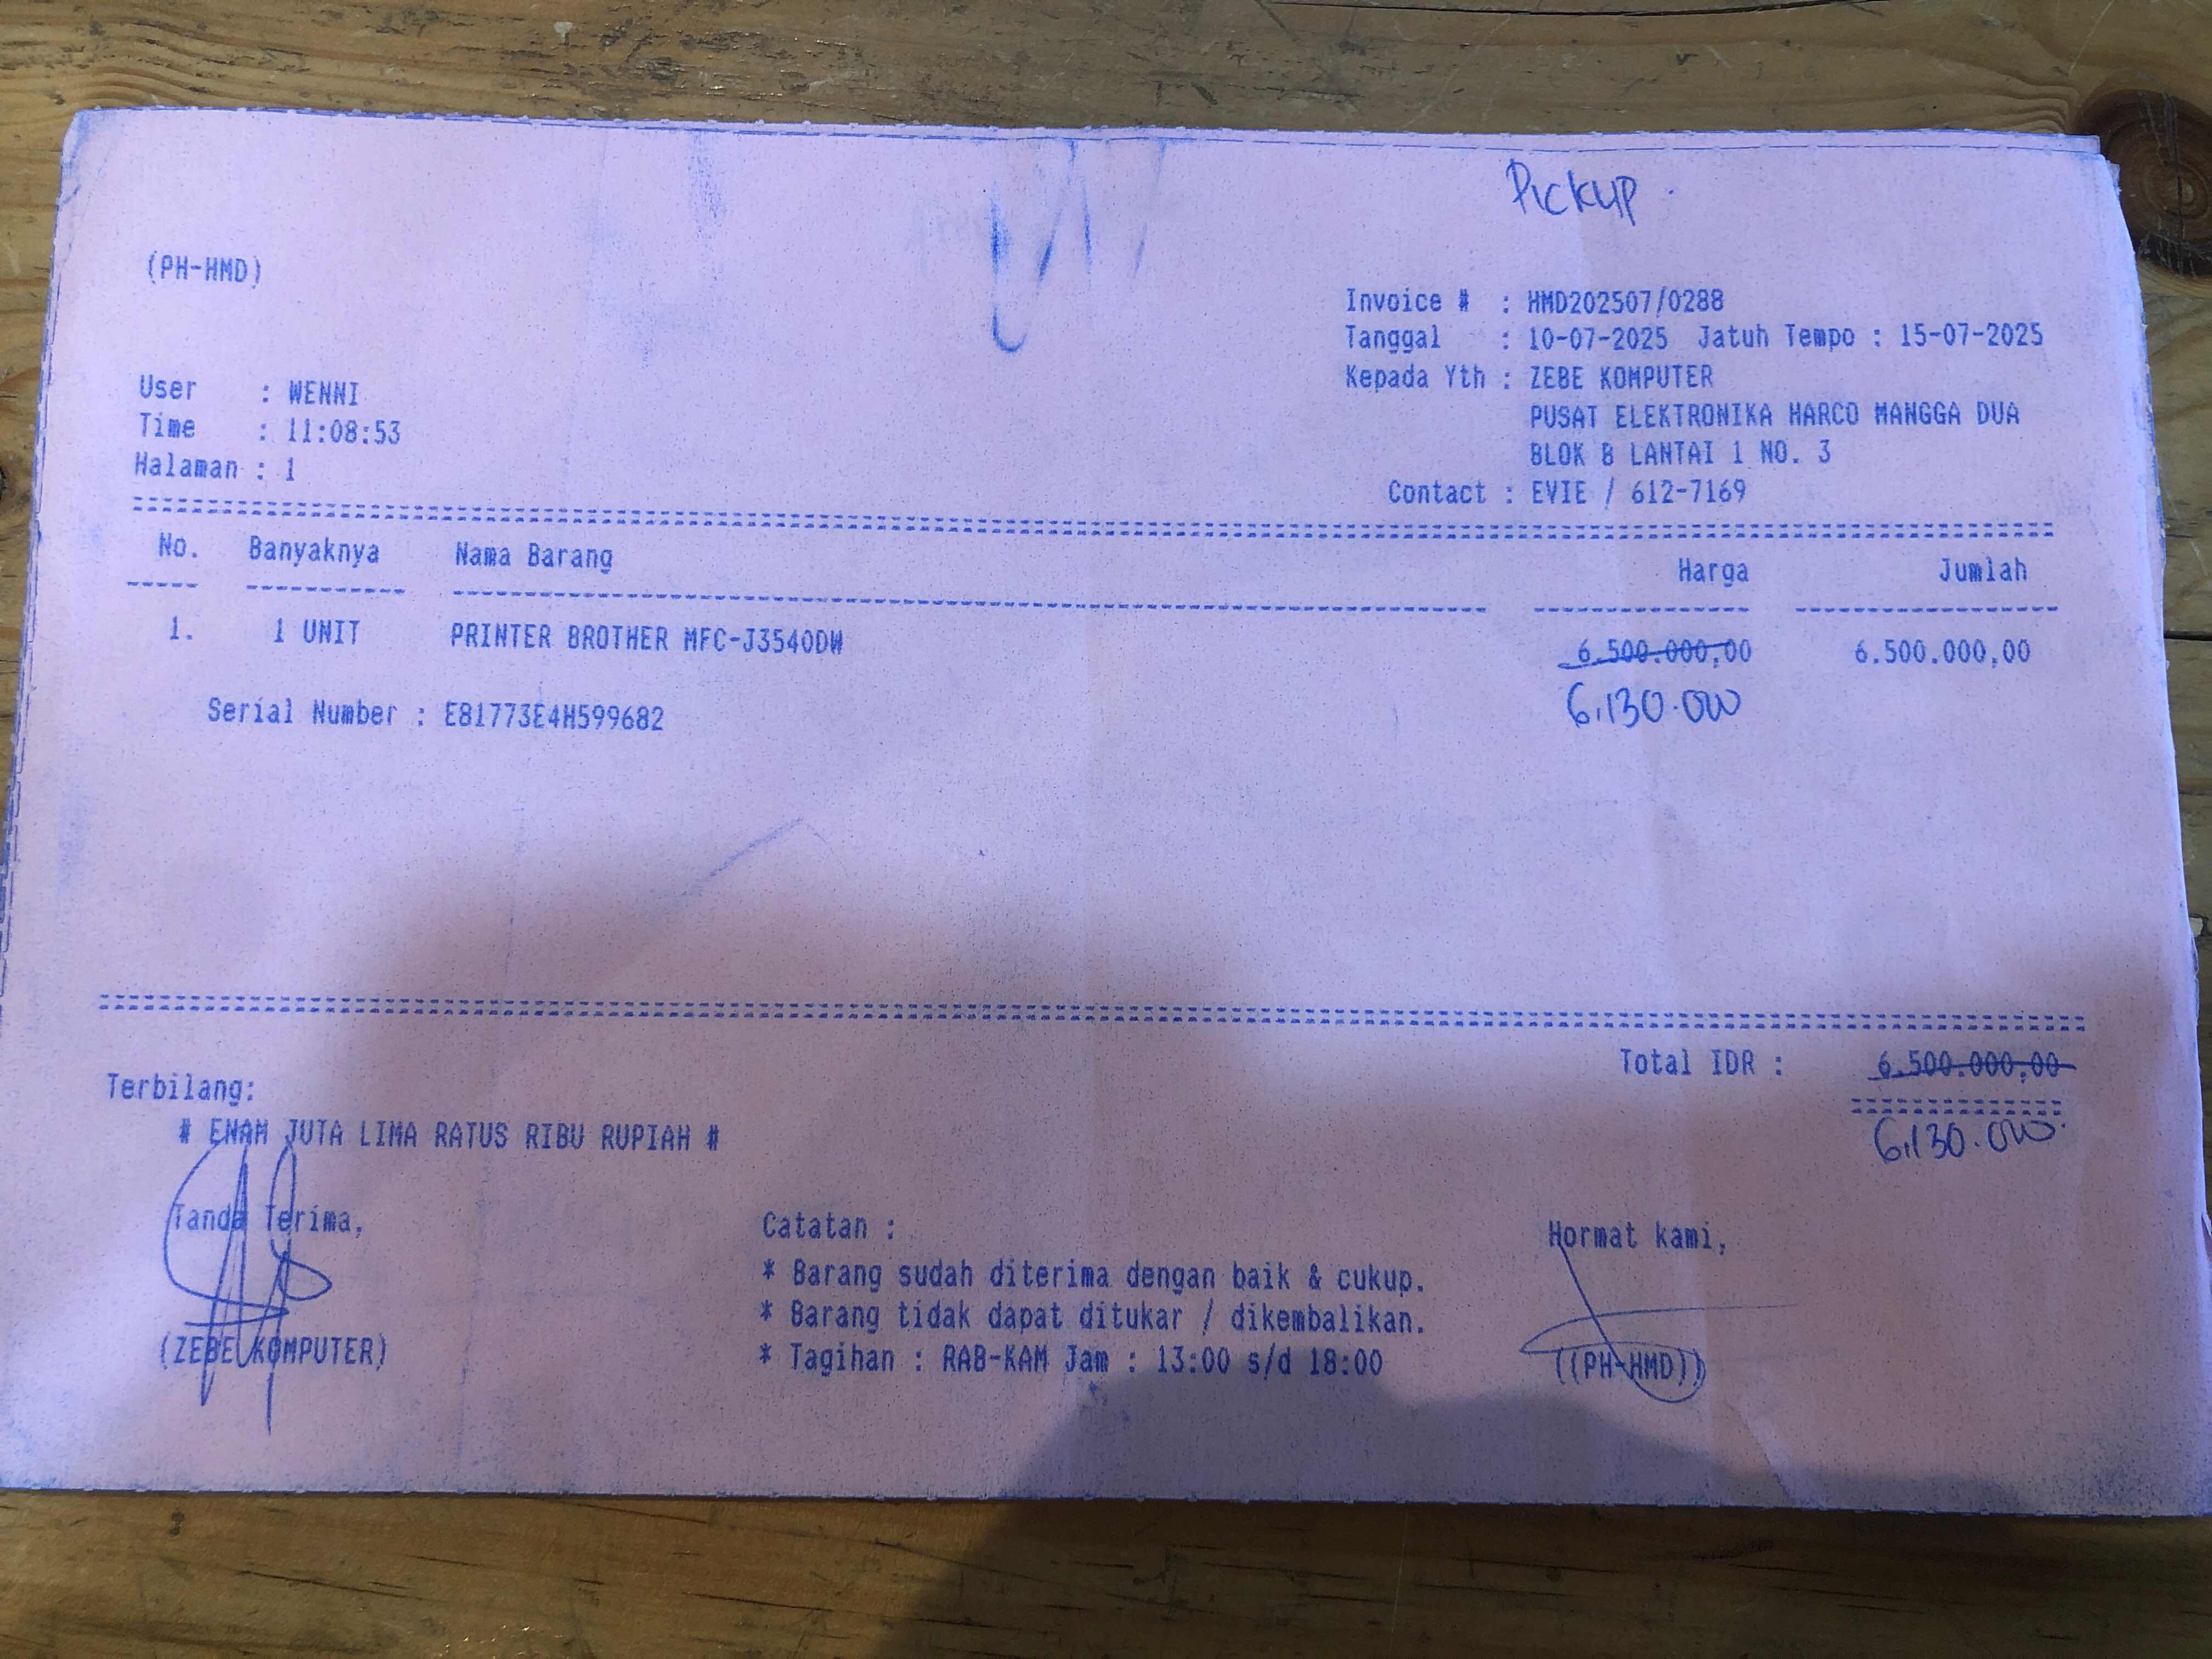 Pickup
(PH-HMD)
Invoice # : HMD202507/0288
Tanggal : 10-07-2025 Jatuh Tempo : 15-07-2025
Kepada Yth : ZEBE KOMPUTER
PUSAT ELEKTRONIKA HARCO MANGGA DUA
BLOK B LANTAI 1 NO. 3
Contact : EVIE / 612-7169
User : WENNI
Time : 11:08:53
Halaman : 1
No. Banyaknya Nama Barang Harga Jumlah
1. 1 UNIT PRINTER BROTHER MFC-J3540DW 6.500.000,00 6.500.000,00
6.130.000
Serial Number : E81773E4H599682
Total IDR : 6.500.000,00
6.130.000
Terbilang:
# ENAM JUTA LIMA RATUS RIBU RUPIAH #
Tanda Terima, Catatan : Hormat kami,
* Barang sudah diterima dengan baik & cukup.
* Barang tidak dapat ditukar / dikembalikan.
(ZEBE KOMPUTER) * Tagihan : RAB-KAM Jam : 13:00 s/d 18:00 ((PH-HMD))